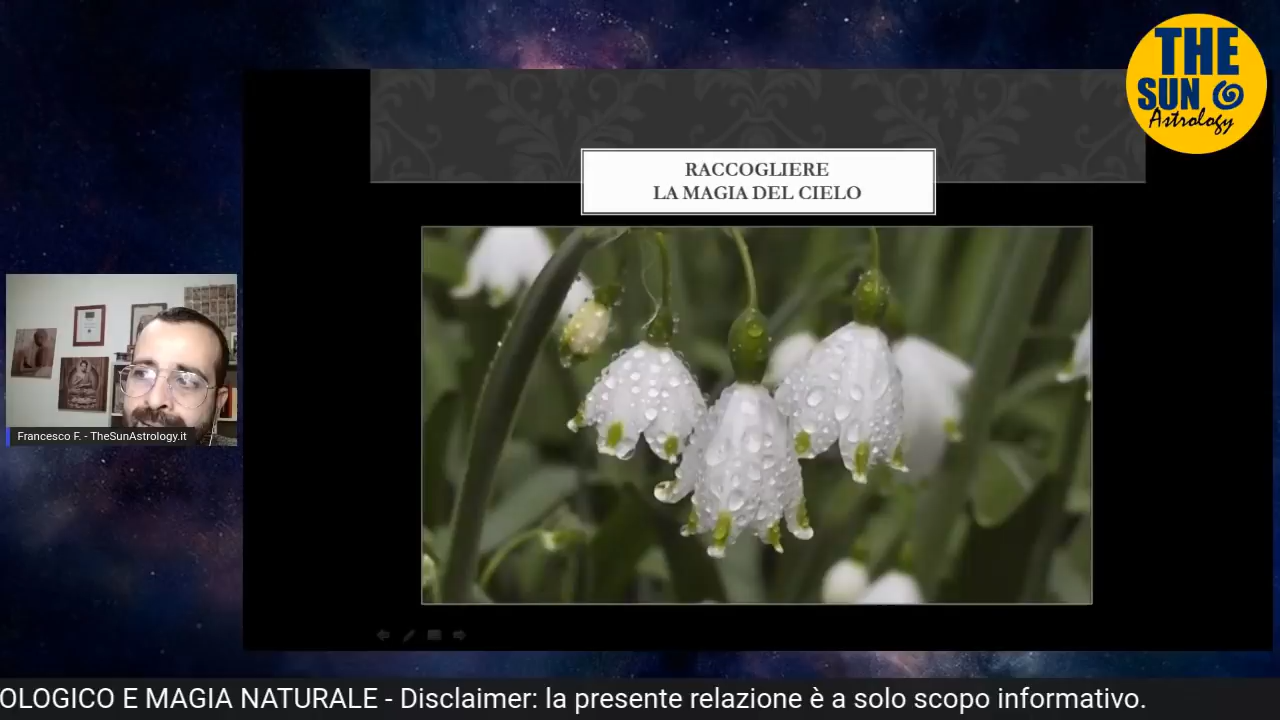 THE
SUN
Astrology
RACCOGLIERE
LA MAGIA DEL CIELO
Francesco F. - TheSunAstrology.it
OLOGICO E MAGIA NATURALE - Disclaimer: la presente relazione è a solo scopo informativo.